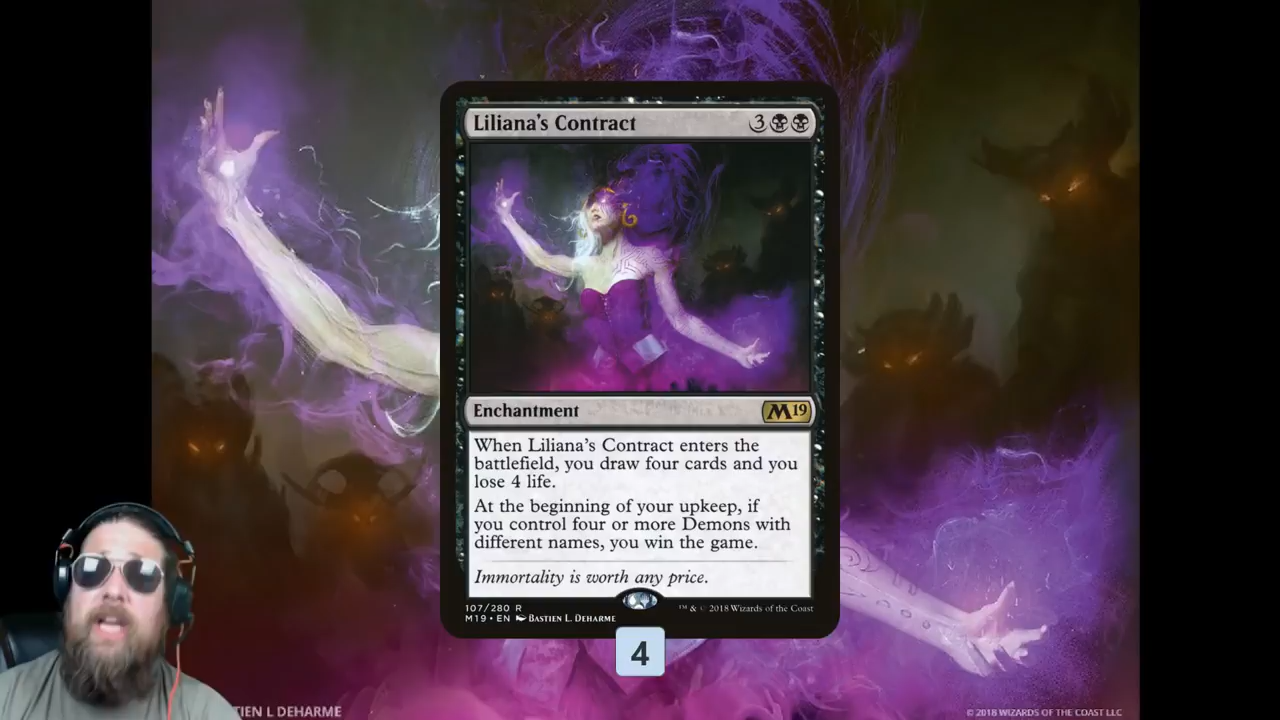 Liliana's Contract 3
Enchantment M19
When Liliana's Contract enters the
battlefield, you draw four cards and you
lose 4 life.
At the beginning of your upkeep, if
you control four or more Demons with
different names, you win the game.
Immortality is worth any price.
107/280 R
M19 • EN Bastien L. Deharme
™ & © 2018 Wizards of the Coast
4
TIEN L DEHARME
© 2018 WIZARDS OF THE COAST LLC